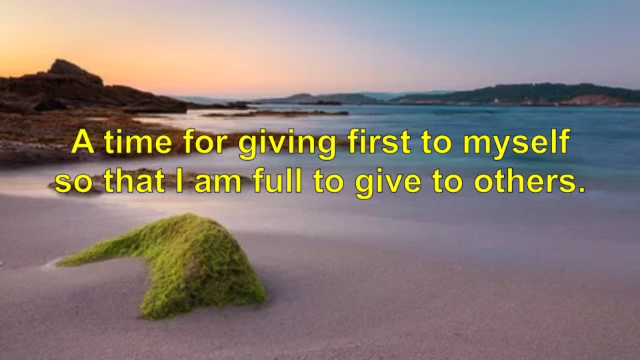 A time for giving first to myself
so that I am full to give to others.